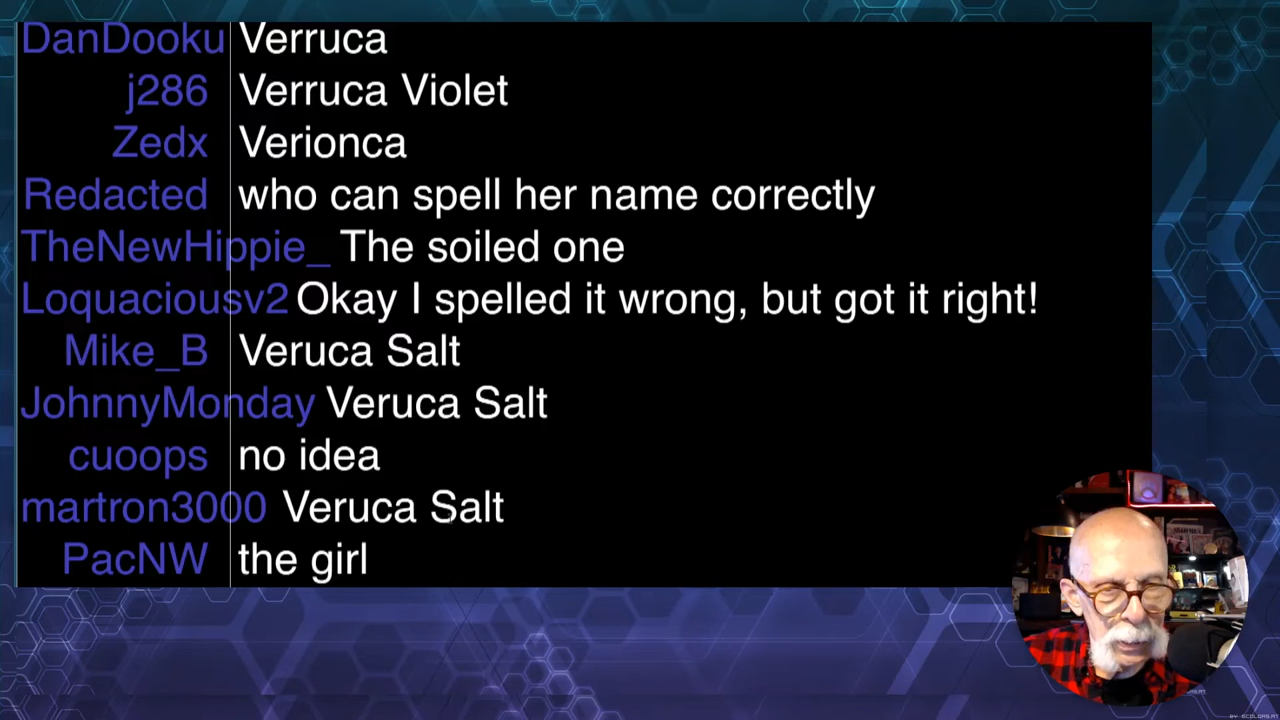 DanDooku Verruca
j286 Verruca Violet
Zedx Verionca
Redacted who can spell her name correctly
TheNewHippie_ The soiled one
Loquaciousv2 Okay I spelled it wrong, but got it right!
Mike_B Veruca Salt
JohnnyMonday Veruca Salt
cuoops no idea
martron3000 Veruca Salt
PacNW the girl